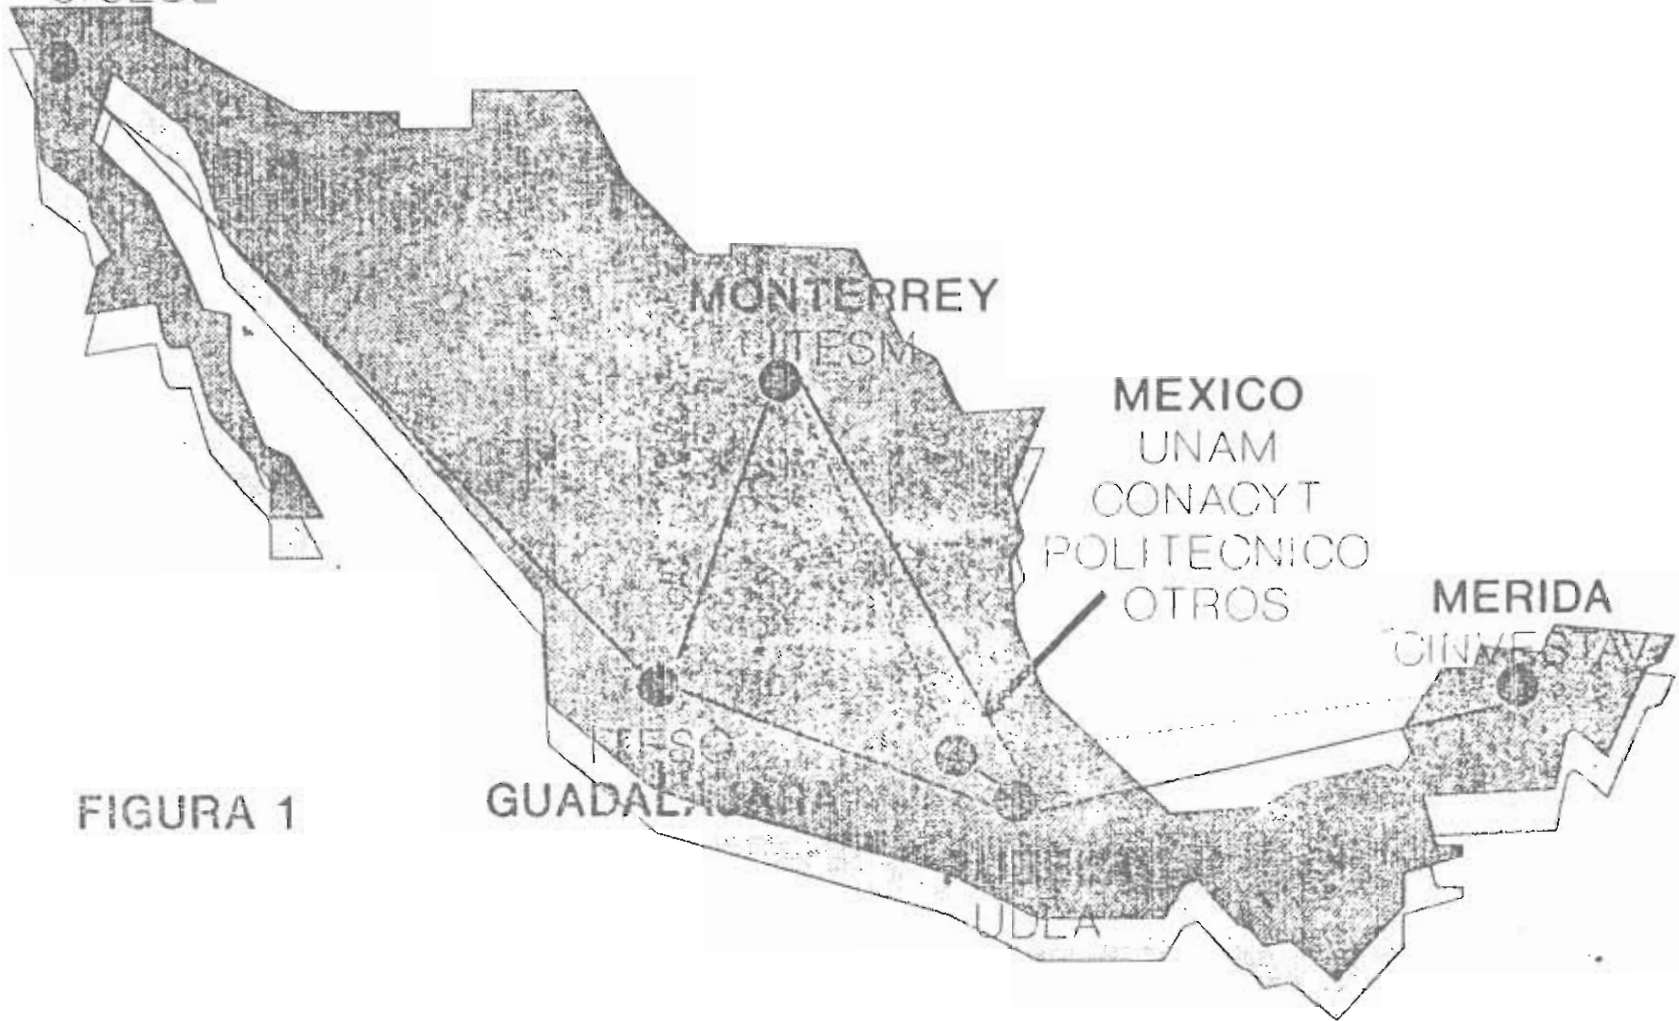 MONTERREY
ITESM
MEXICO
UNAM
CONACYT
POLITECNICO
OTROS
MERIDA
CINVESTAV
ITESO
GUADALAJARA
FIGURA 1
UDLA